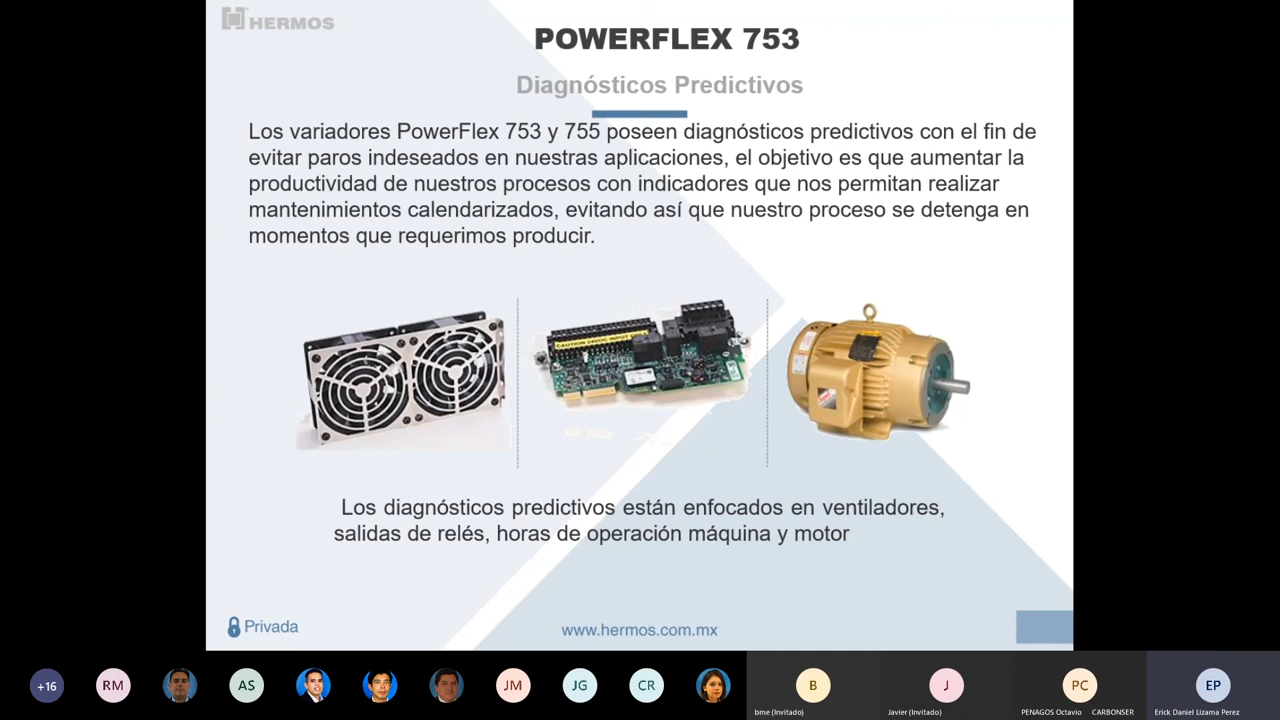 HERMOS
POWERFLEX 753
Diagnósticos Predictivos
Los variadores PowerFlex 753 y 755 poseen diagnósticos predictivos con el fin de
evitar paros indeseados en nuestras aplicaciones, el objetivo es que aumentar la
productividad de nuestros procesos con indicadores que nos permitan realizar
mantenimientos calendarizados, evitando así que nuestro proceso se detenga en
momentos que requerimos producir.
CAUTION 24VDC INPUT ONLY
Los diagnósticos predictivos están enfocados en ventiladores,
salidas de relés, horas de operación máquina y motor
Privada
www.hermos.com.mx
+16
RM
AS
JM
JG
CR
B
J
PC
EP
bme (Invitado)
Javier (Invitado)
PENAGOS Octavio CARBONSER
Erick Daniel Lizama Perez